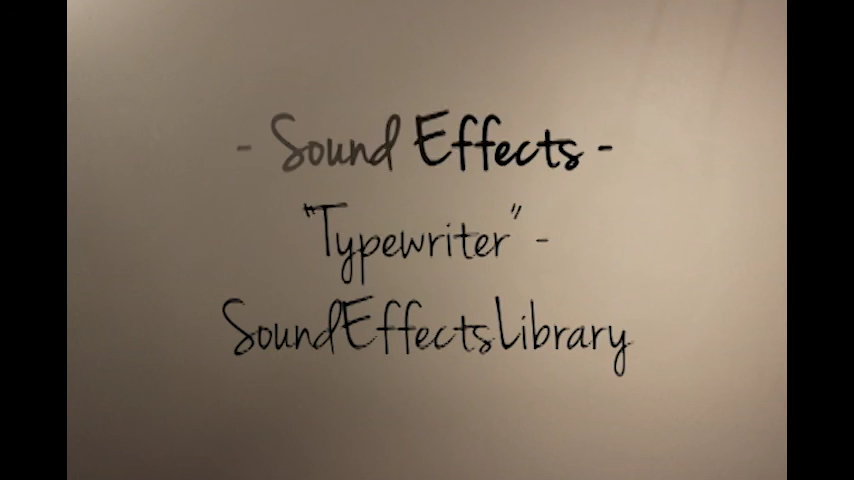 - Sound Effects -
"Typewriter" -
SoundEffectsLibrary